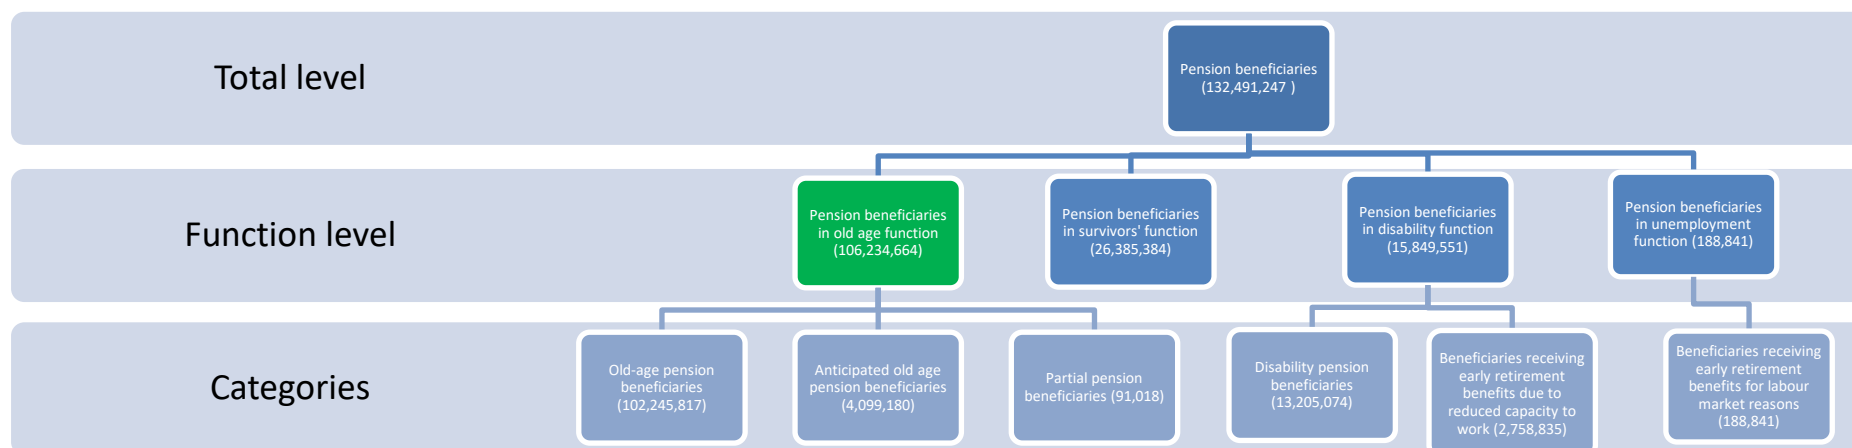 Total level
Pension beneficiaries
(132,491,247 )
Function level
Pension beneficiaries
in old age function
(106,234,664)
Pension beneficiaries
in survivors' function
(26,385,384)
Pension beneficiaries
in disability function
(15,849,551)
Pension beneficiaries
in unemployment
function (188,841)
Categories
Old-age pension
beneficiaries
(102,245,817)
Anticipated old age
pension beneficiaries
(4,099,180)
Partial pension
beneficiaries (91,018)
Disability pension
beneficiaries
(13,205,074)
Beneficiaries receiving
early retirement
benefits due to
reduced capacity to
work (2,758,835)
Beneficiaries receiving
early retirement
benefits for labour
market reasons
(188,841)